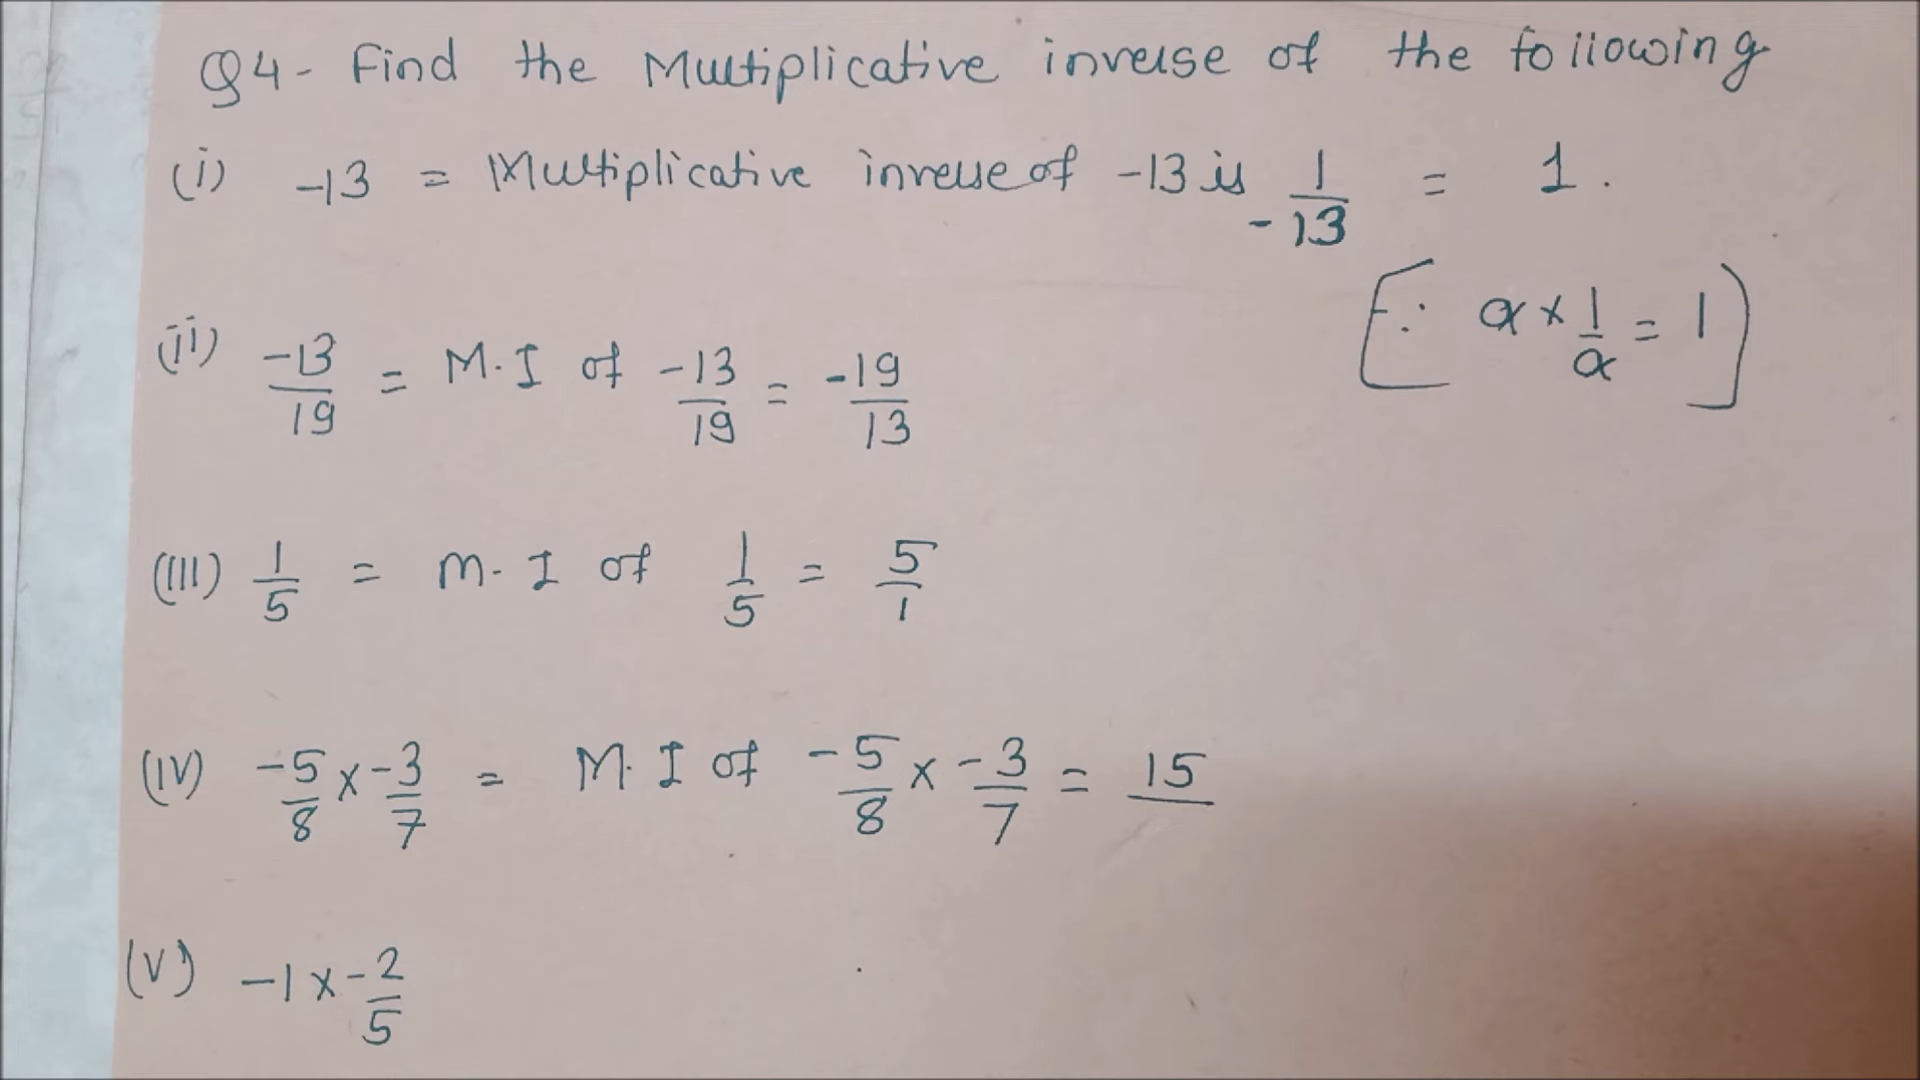 Q4- Find the Multiplicative inverse of the following
(i) -13 = Multiplicative inverse of -13 is 1/-13 = 1.
[∵ a × 1/a = 1]
(ii) -13/19 = M.I of -13/19 = -19/13
(III) 1/5 = M.I of 1/5 = 5/1
(IV) -5/8 x -3/7 = M.I of -5/8 x -3/7 = 15/
(V) -1 x -2/5